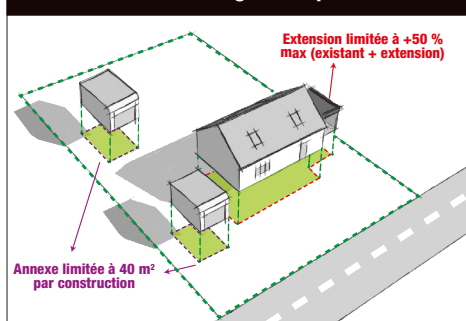 Extension limitée à +50 %
max (existant + extension)
Annexe limitée à 40 m²
par construction